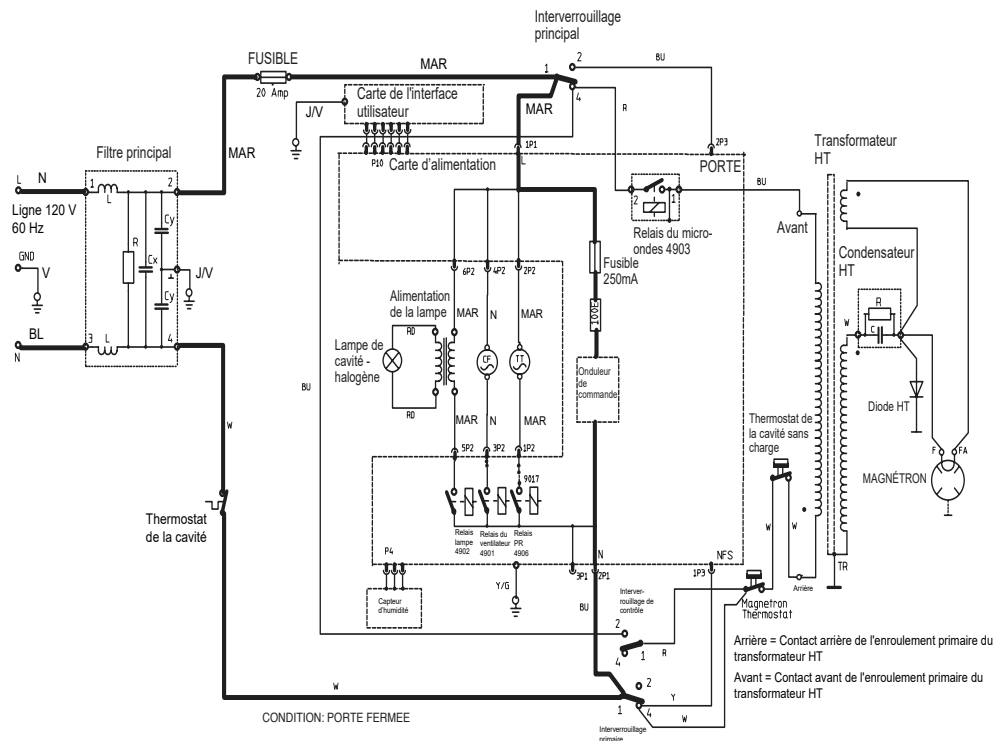 Interverrouillage
principal
FUSIBLE
20 Amp
MAR
1
2
4
BU
R
Carte de l'interface
utilisateur
J/V
MAR
P10
Carte d'alimentation
1P1
L
2P3
PORTE
Filtre principal
MAR
Transformateur
HT
L
N
1
2
L
Ligne 120 V
60 Hz
R
Cx
Cy
Cy
J/V
GND
V
BL
N
3
L
4
2
1
BU
Relais du micro-
ondes 4903
Avant
Condensateur
HT
R
C
W
Fusible
250mA
100E
6P2
4P2
2P2
Alimentation
de la lampe
MAR
N
MAR
RD
Lampe de
cavité -
halogène
CF
TT
RD
Onduleur
de
commande
BU
MAR
N
MAR
Diode HT
Thermostat de
la cavité sans
charge
F
FA
MAGNÉTRON
5P2
3P2
1P2
9017
W
W
W
Thermostat
de la cavité
Relais
lampe
4902
Relais du
ventilateur
4901
Relais
PR
4906
N
NFS
P4
Y/G
3P1
2P1
1P3
TR
Capteur
d'humidité
BU
Interver-
rouillage de
contrôle
Arrière
Magnetron
Thermostat
2
4
1
R
Arrière = Contact arrière de l'enroulement primaire du
transformateur HT
Avant = Contact avant de l'enroulement primaire du
transformateur HT
W
2
1
4
Y
W
CONDITION: PORTE FERMEE
Interverrouillage
primaire